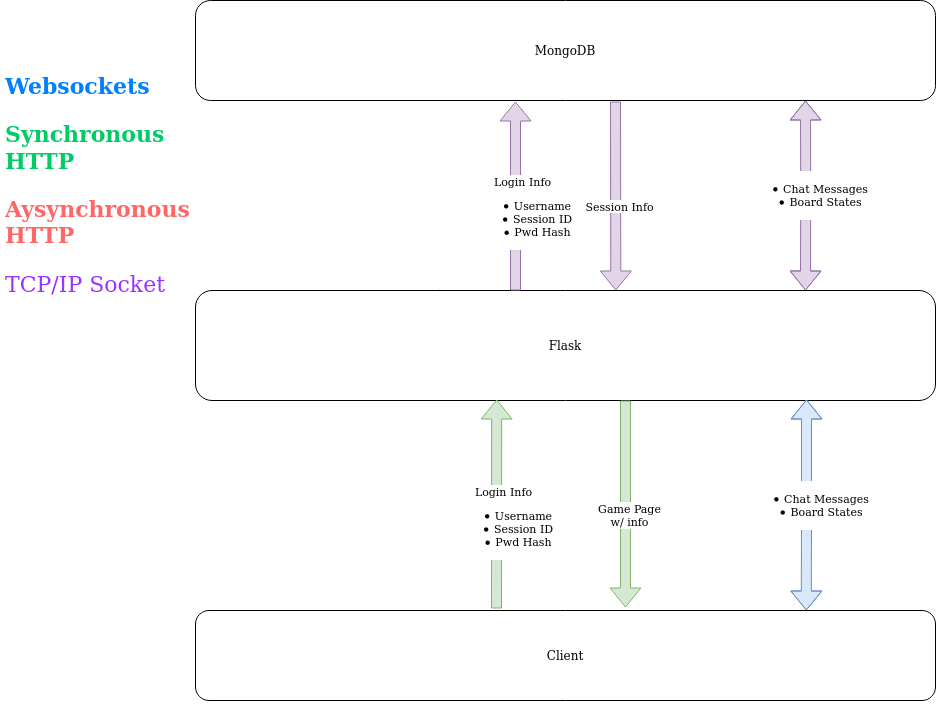 MongoDB
Websockets
Synchronous
HTTP
Aysynchronous
HTTP
TCP/IP Socket
Login Info
• Username
• Session ID
• Pwd Hash
Session Info
• Chat Messages
• Board States
Flask
Login Info
• Username
• Session ID
• Pwd Hash
Game Page
w/ info
• Chat Messages
• Board States
Client